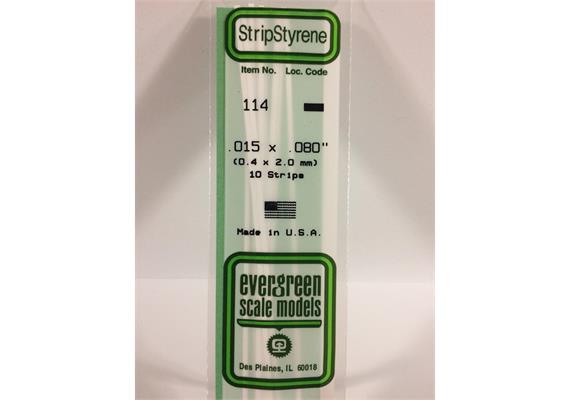 StripStyrene
Item No. Loc. Code
114
.015 x .080"
(0.4 x 2.0 mm)
10 Strips
Made in U.S.A.
evergreen
scale models
Des Plaines, IL 60018